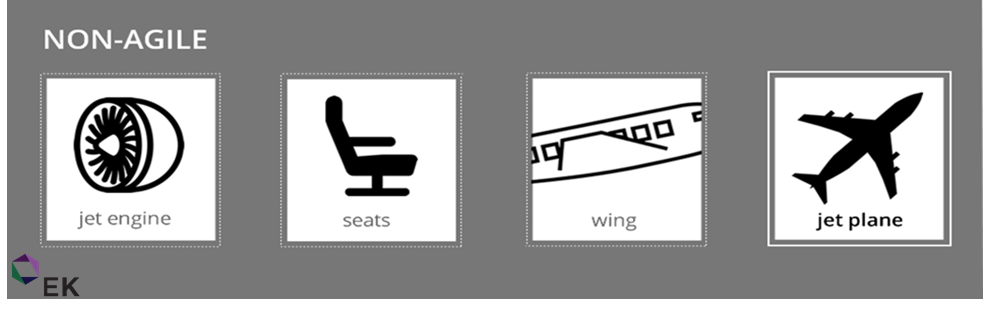 NON-AGILE
jet engine
seats
wing
jet plane
EK